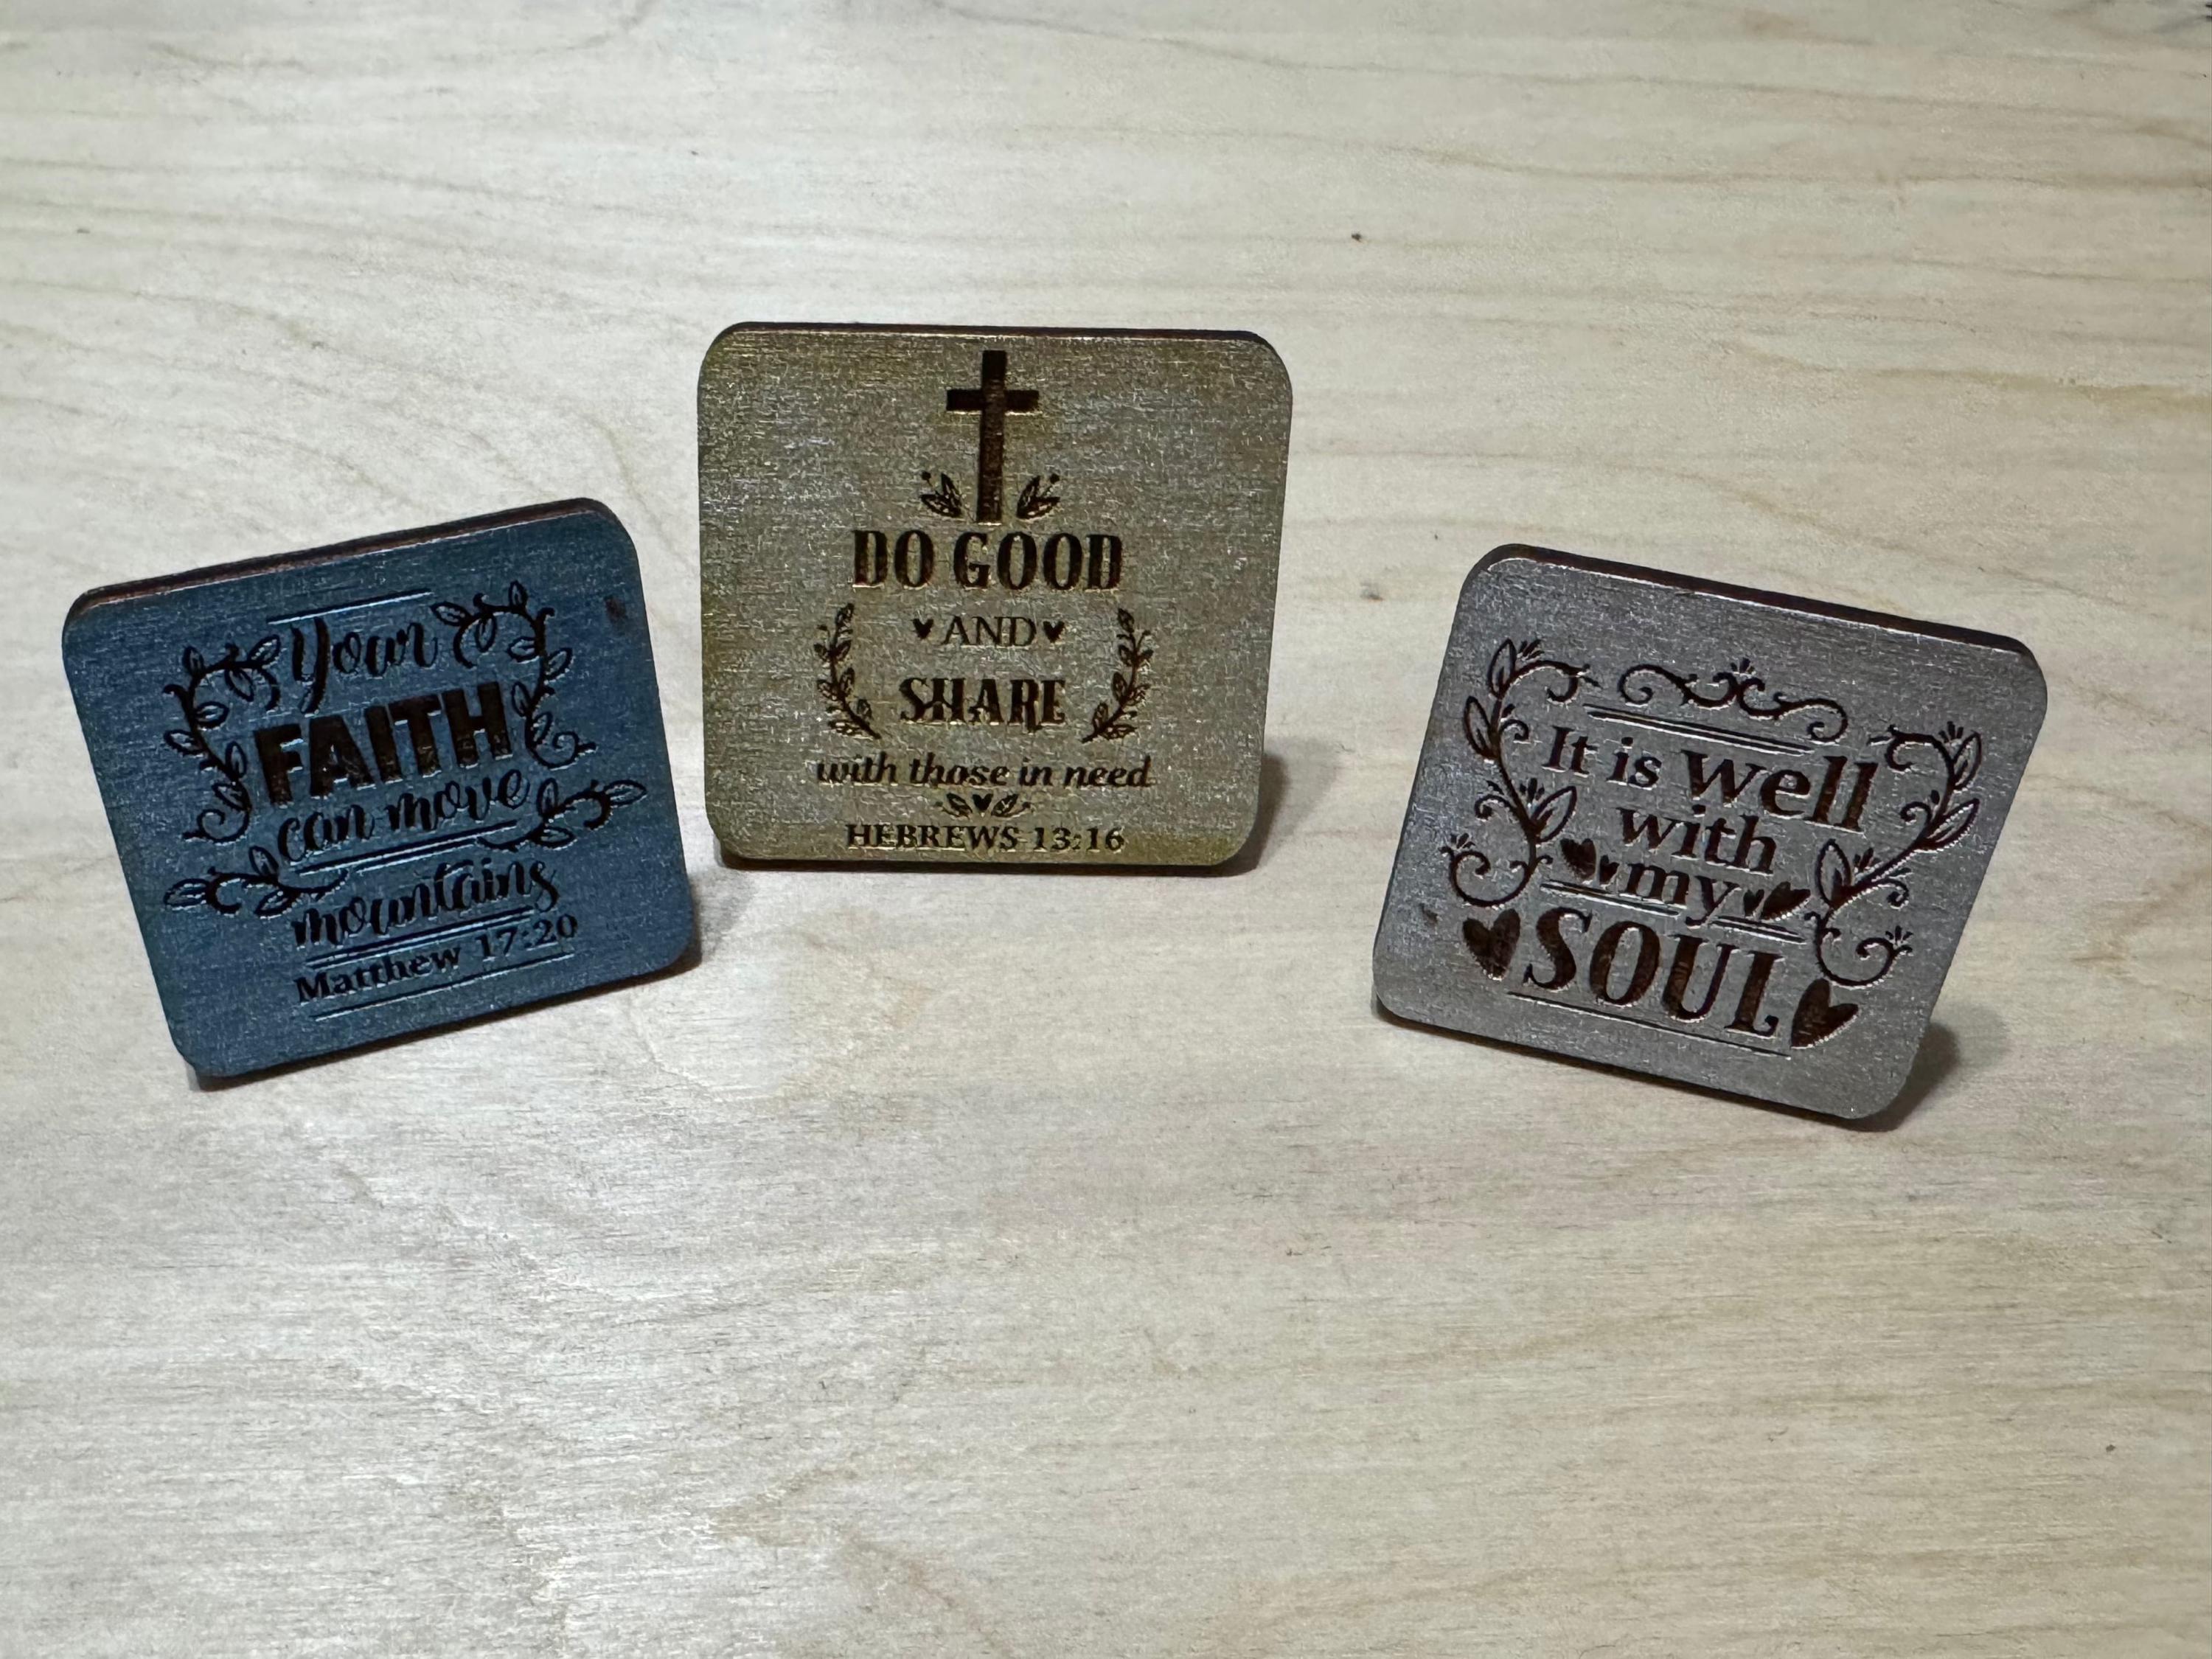 Your
FAITH
can move
mountains
Matthew 17:20
DO GOOD
AND
SHARE
with those in need
HEBREWS 13:16
It is well
with
my
SOUL